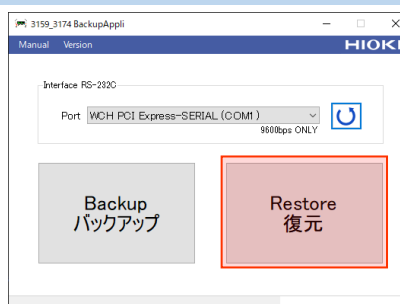 3159_3174 BackupAppli
Manual Version
HIOKI
Interface RS-232C
Port WCH PCI Express-SERIAL (COM1)
9600bps ONLY
Backup
バックアップ
Restore
復元